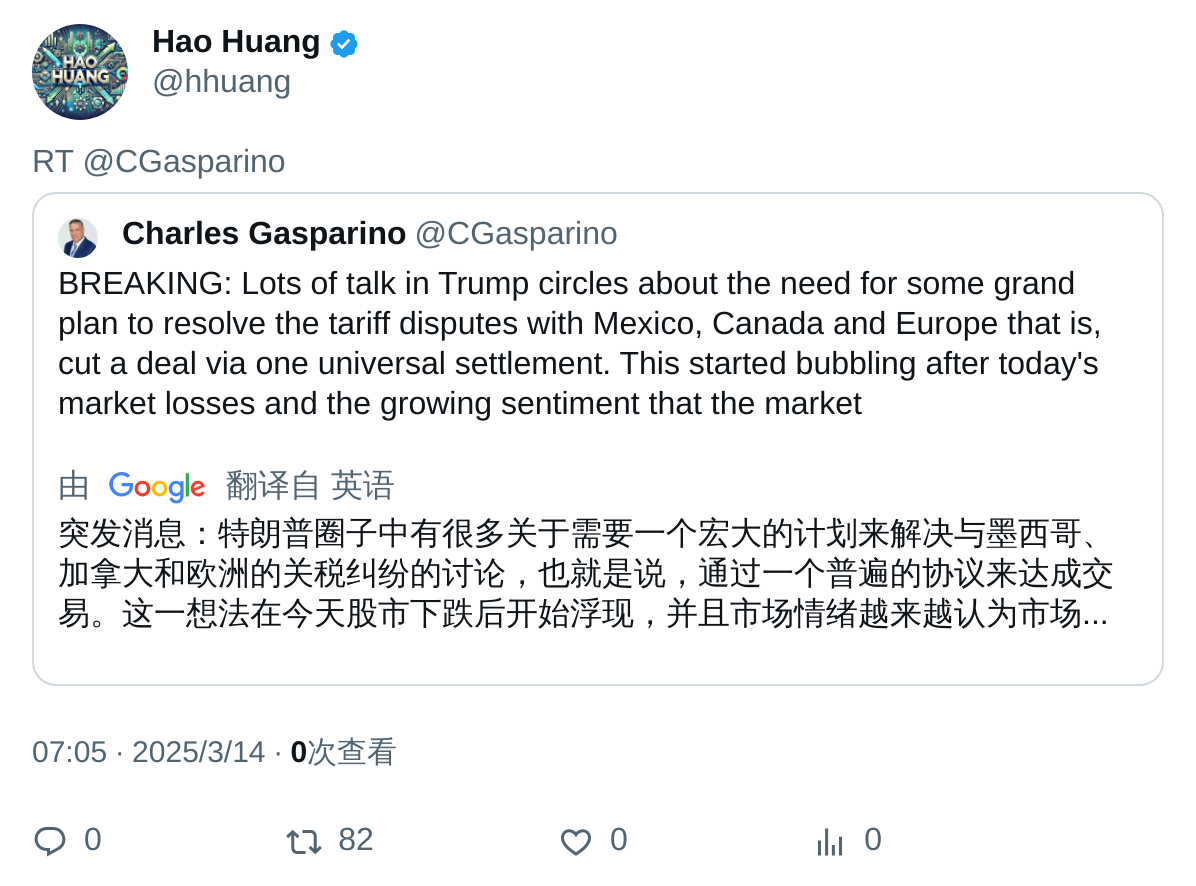 HAO
HUANG
Hao Huang
@hhuang
RT @CGasparino
Charles Gasparino @CGasparino
BREAKING: Lots of talk in Trump circles about the need for some grand
plan to resolve the tariff disputes with Mexico, Canada and Europe that is,
cut a deal via one universal settlement. This started bubbling after today's
market losses and the growing sentiment that the market
由 Google 翻译自 英语
突发消息：特朗普圈子中有很多关于需要一个宏大的计划来解决与墨西哥、
加拿大和欧洲的关税纠纷的讨论，也就是说，通过一个普遍的协议来达成交
易。这一想法在今天股市下跌后开始浮现，并且市场情绪越来越认为市场...
07:05 · 2025/3/14 · 0次查看
0 82 0 0